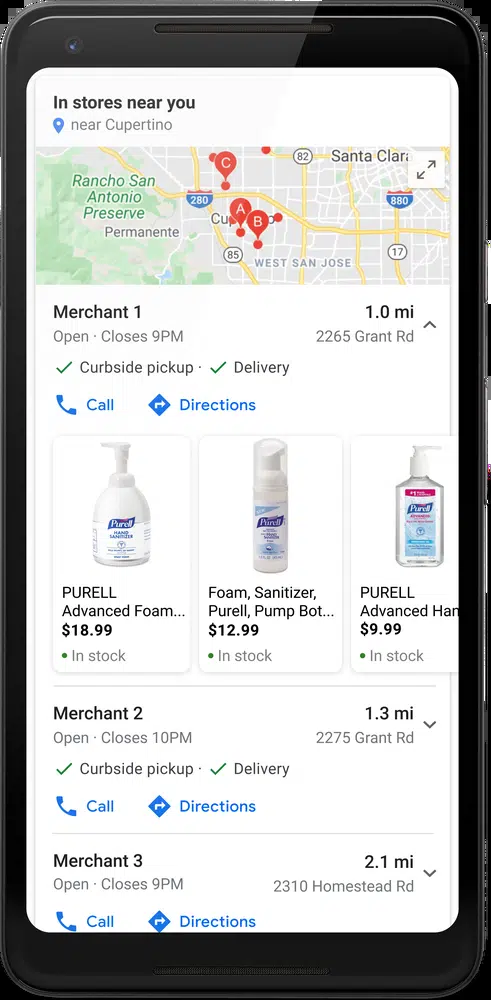 In stores near you
near Cupertino
82
Santa Clar
Rancho San
Antonio
Preserve
C
280
880
A
Cu
B
o
Permanente
85
17
WEST SAN JOSE
Merchant 1
1.0 mi
Open · Closes 9PM
2265 Grant Rd
Curbside pickup ·
Delivery
Call
Directions
Purell
HAND
SANITIZER
Purell
#1
Purell
ADVANCED
PURELL
Advanced Foam...
$18.99
In stock
Foam, Sanitizer,
Purell, Pump Bot...
$12.99
In stock
PURELL
Advanced Han
$9.99
In stock
Merchant 2
1.3 mi
Open · Closes 10PM
2275 Grant Rd
Curbside pickup ·
Delivery
Call
Directions
Merchant 3
2.1 mi
Open · Closes 9PM
2310 Homestead Rd
Call
Directions